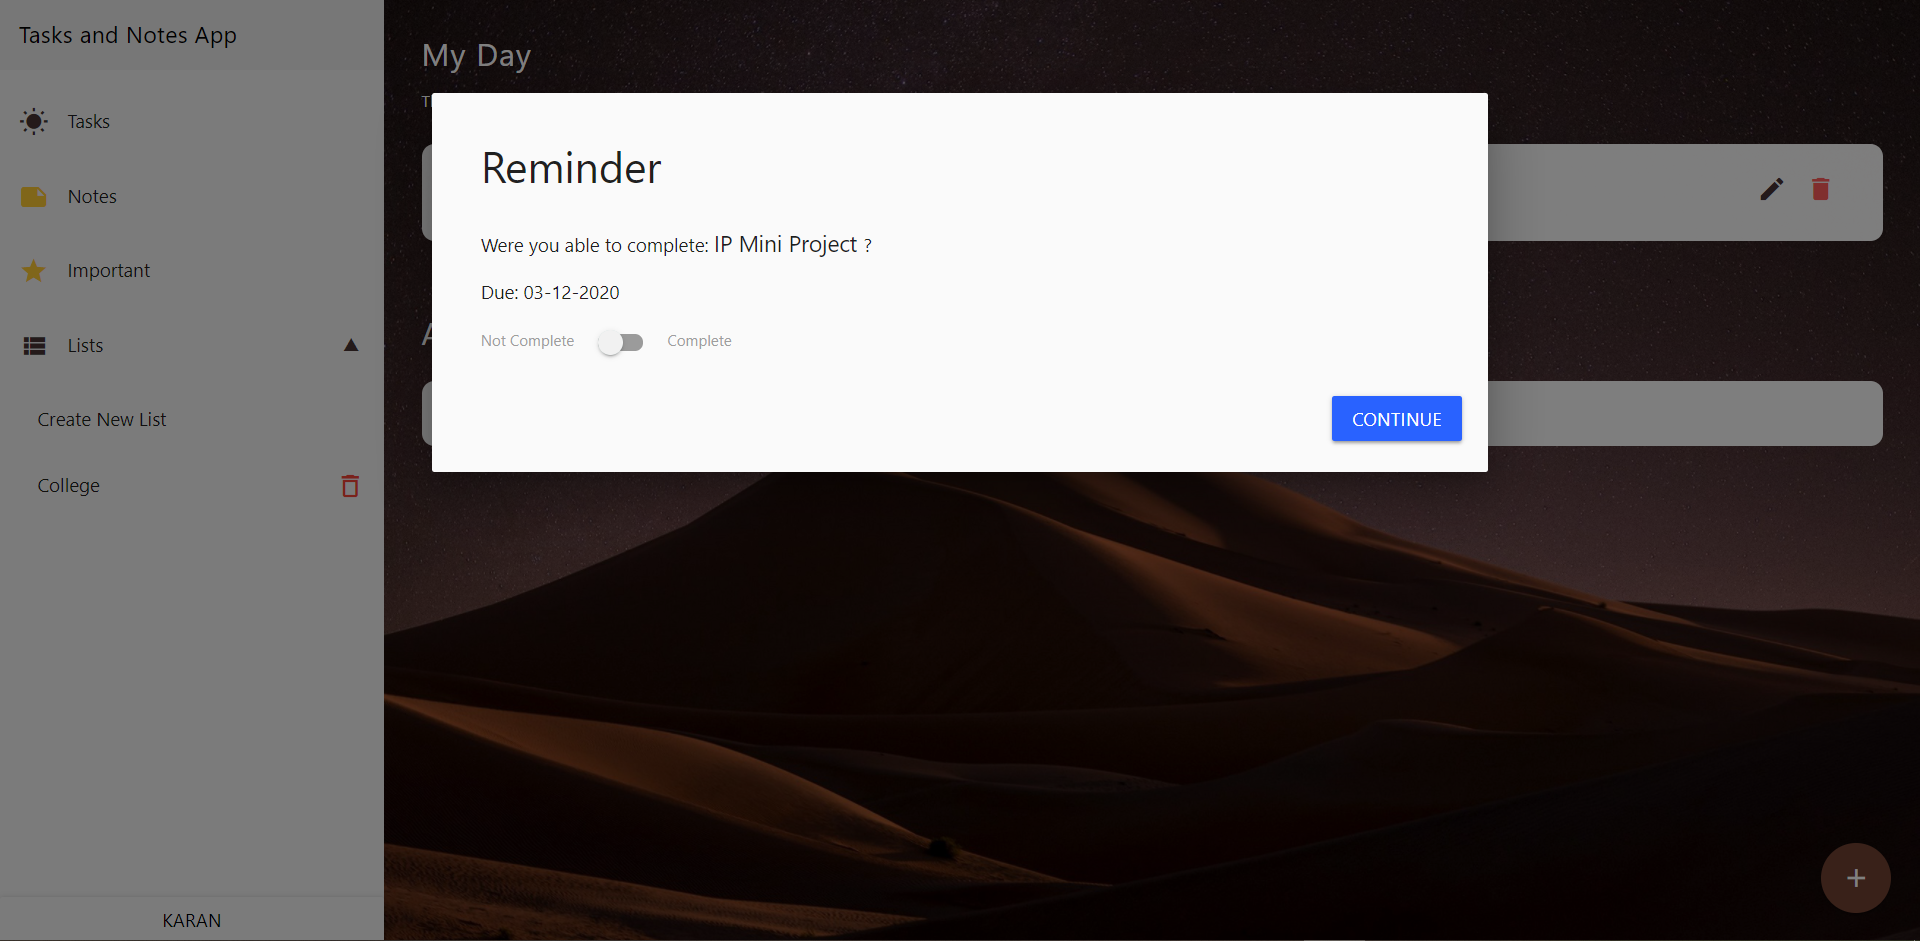 Tasks and Notes App
Tasks
Notes
Important
Lists
Create New List
College
KARAN
My Day
Reminder
Were you able to complete: IP Mini Project ?
Due: 03-12-2020
Not Complete
Complete
CONTINUE